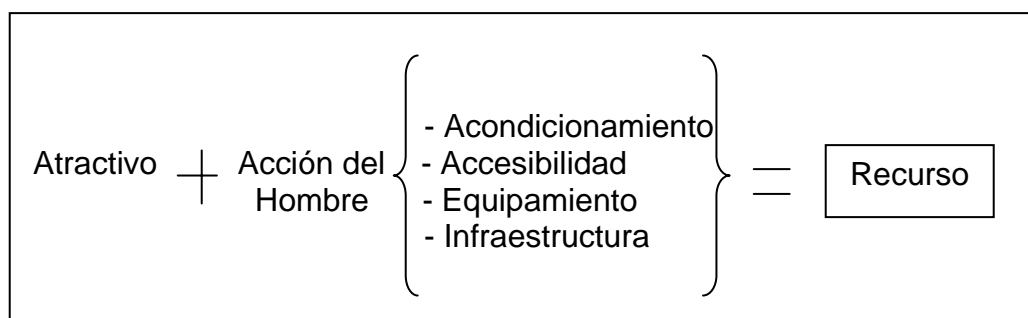 Atractivo + Acción del Hombre
- Acondicionamiento
- Accesibilidad
- Equipamiento
- Infraestructura
= Recurso